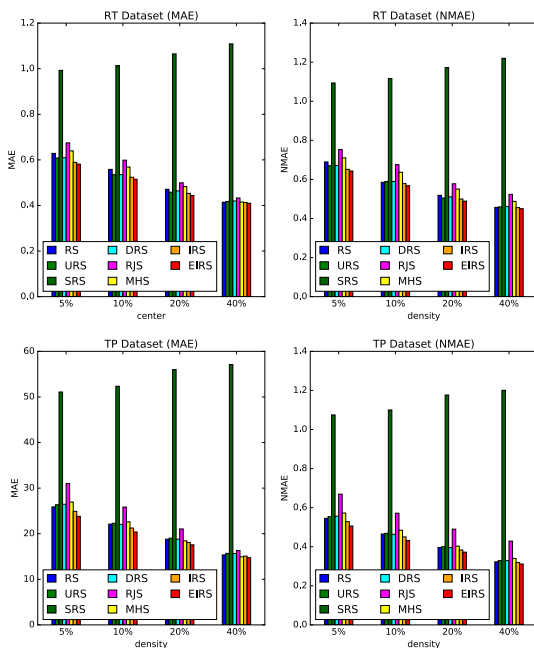 RT Dataset (MAE)
1.2
1.0
0.8
0.6
0.4
0.2
0.0
MAE
RS DRS IRS
URS RJS EIRS
SRS MHS
5% 10% 20% 40%
center
RT Dataset (NMAE)
1.4
1.2
1.0
0.8
0.6
0.4
0.2
0.0
NMAE
RS DRS IRS
URS RJS EIRS
SRS MHS
5% 10% 20% 40%
density
TP Dataset (MAE)
60
50
40
30
20
10
0
MAE
RS DRS IRS
URS RJS EIRS
SRS MHS
5% 10% 20% 40%
density
TP Dataset (NMAE)
1.4
1.2
1.0
0.8
0.6
0.4
0.2
0.0
NMAE
RS DRS IRS
URS RJS EIRS
SRS MHS
5% 10% 20% 40%
density